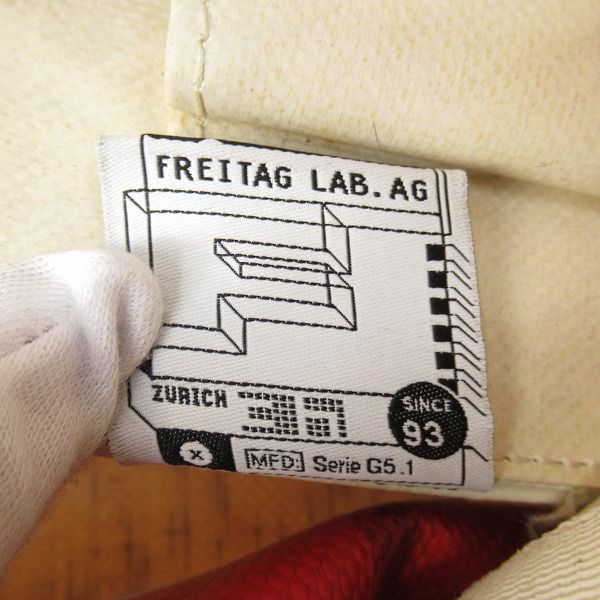 FREITAG LAB. AG
ZURICH
SINCE
93
x
MFD: Serie G5.1